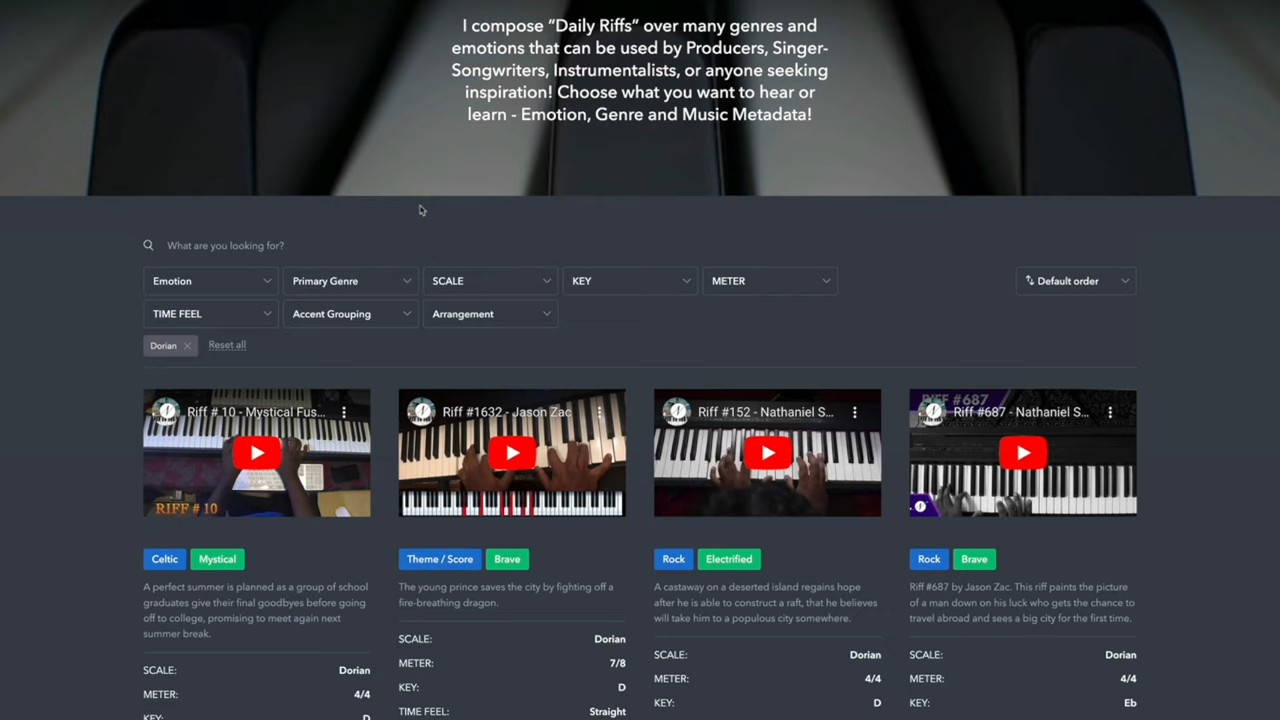 I compose “Daily Riffs” over many genres and
emotions that can be used by Producers, Singer-
Songwriters, Instrumentalists, or anyone seeking
inspiration! Choose what you want to hear or
learn - Emotion, Genre and Music Metadata!
What are you looking for?
Emotion
Primary Genre
SCALE
KEY
METER
Default order
TIME FEEL
Accent Grouping
Arrangement
Dorian
Reset all
Riff # 10 - Mystical Fus...
RIFF # 10
Riff #1632 - Jason Zac
Riff #152 - Nathaniel S...
RIFF #687
Riff #687 - Nathaniel S...
Celtic Mystical
A perfect summer is planned as a group of school
graduates give their final goodbyes before going
off to college, promising to meet again next
summer break.
SCALE: Dorian
METER: 4/4
KEY: D
Theme / Score Brave
The young prince saves the city by fighting off a
fire-breathing dragon.
SCALE: Dorian
METER: 7/8
KEY: D
TIME FEEL: Straight
Rock Electrified
A castaway on a deserted island regains hope
after he is able to construct a raft, that he believes
will take him to a populous city somewhere.
SCALE: Dorian
METER: 4/4
KEY: D
Rock Brave
Riff #687 by Jason Zac. This riff paints the picture
of a man down on his luck who gets the chance to
travel abroad and sees a big city for the first time.
SCALE: Dorian
METER: 4/4
KEY: Eb